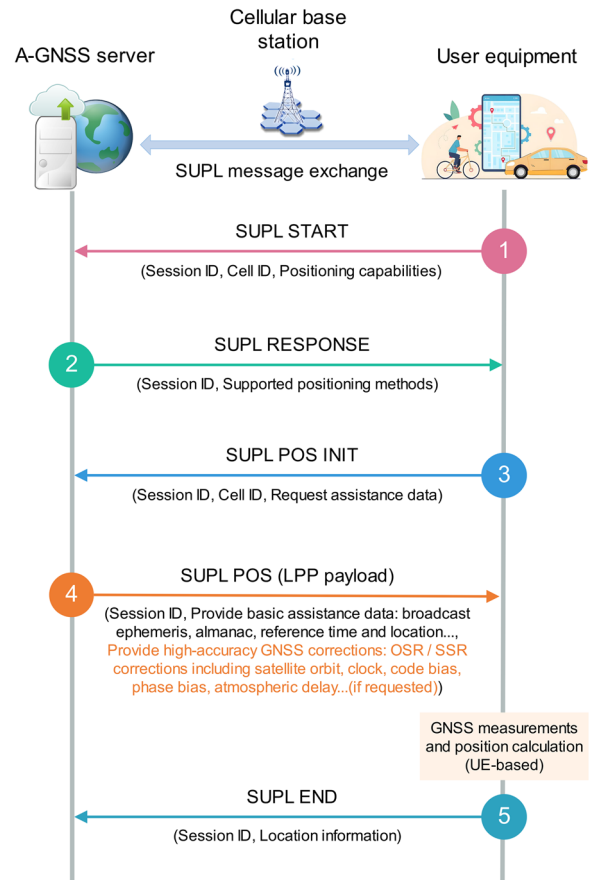 Cellular base
station
A-GNSS server
User equipment
SUPL message exchange
SUPL START
1
(Session ID, Cell ID, Positioning capabilities)
SUPL RESPONSE
2
(Session ID, Supported positioning methods)
SUPL POS INIT
3
(Session ID, Cell ID, Request assistance data)
SUPL POS (LPP payload)
4
(Session ID, Provide basic assistance data: broadcast
ephemeris, almanac, reference time and location...,
Provide high-accuracy GNSS corrections: OSR / SSR
corrections including satellite orbit, clock, code bias,
phase bias, atmospheric delay...(if requested))
GNSS measurements
and position calculation
(UE-based)
SUPL END
5
(Session ID, Location information)